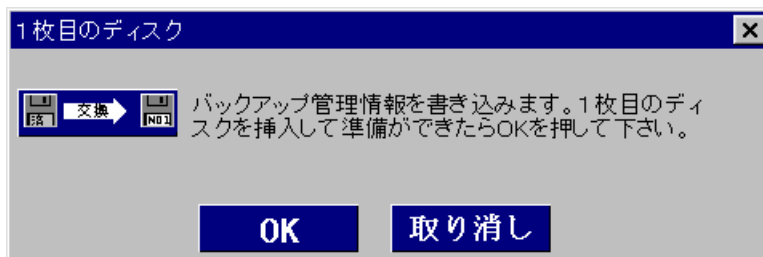 1枚目のディスク
交換
済
NO1
バックアップ管理情報を書き込みます。1枚目のディ
スクを挿入して準備ができたらOKを押して下さい。
OK
取り消し